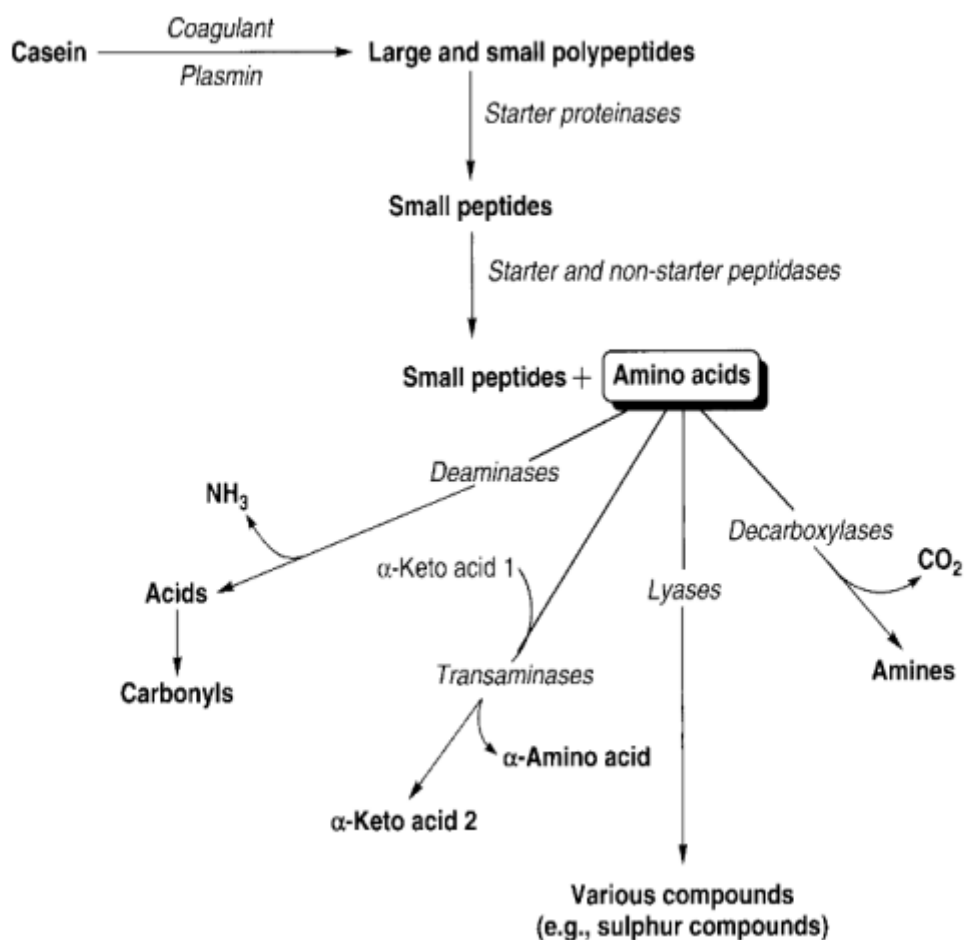 Coagulant
Casein
Large and small polypeptides
Plasmin
Starter proteinases
Small peptides
Starter and non-starter peptidases
Small peptides + Amino acids
Deaminases
NH₃
Decarboxylases
α-Keto acid 1
CO₂
Acids
Lyases
Transaminases
Amines
Carbonyls
α-Amino acid
α-Keto acid 2
Various compounds
(e.g., sulphur compounds)